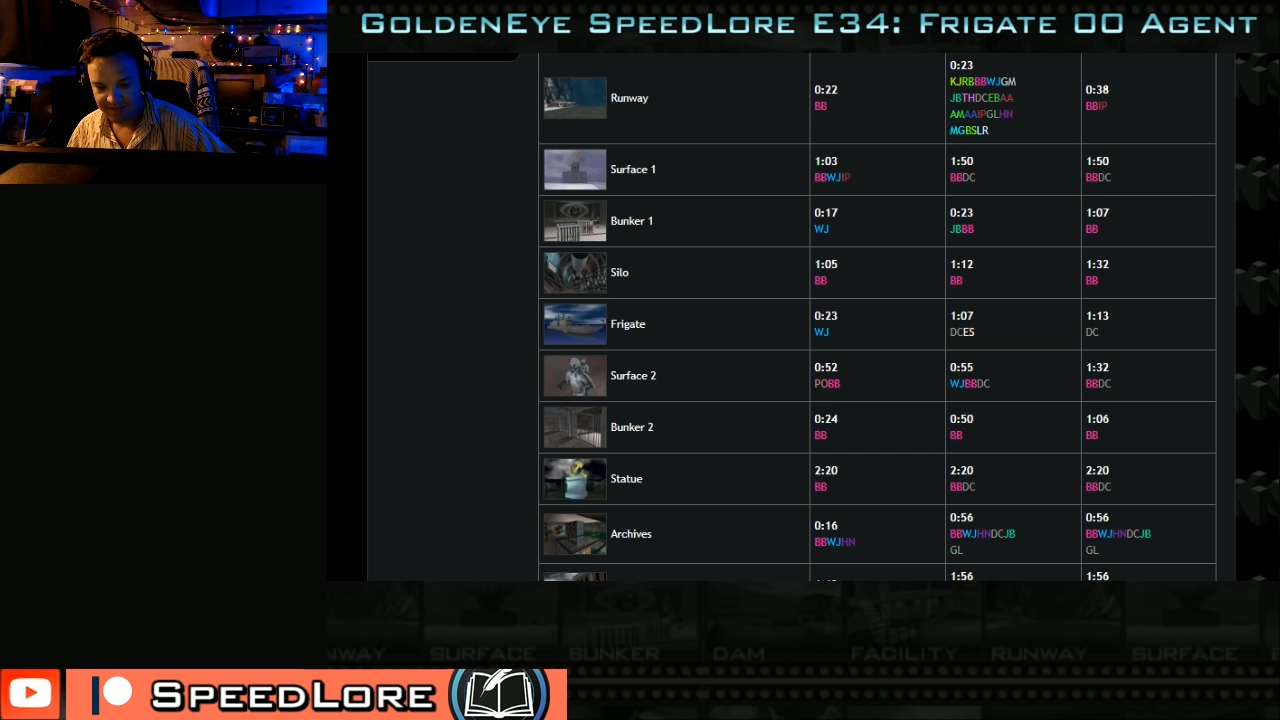 GoldenEye SpeedLore E34: Frigate 00 Agent
Runway
0:22
BB
0:23
KJRBBBWJGM
JBTHDCEBAA
AMAAIPGLHN
MGBSLR
0:38
BBIP
Surface 1
1:03
BBWJIP
1:50
BBDC
1:50
BBDC
Bunker 1
0:17
WJ
0:23
JBBB
1:07
BB
Silo
1:05
BB
1:12
BB
1:32
BB
Frigate
0:23
WJ
1:07
DCES
1:13
DC
Surface 2
0:52
POBB
0:55
WJBBDC
1:32
BBDC
Bunker 2
0:24
BB
0:50
BB
1:06
BB
Statue
2:20
BB
2:20
BBDC
2:20
BBDC
Archives
0:16
BBWJHN
0:56
BBWJHNDCJB
GL
0:56
BBWJHNDCJB
GL
1:56
1:56
NWAY SURFACE BUNKER DAM FACILITY RUNWAY SURFACE
SpeedLore